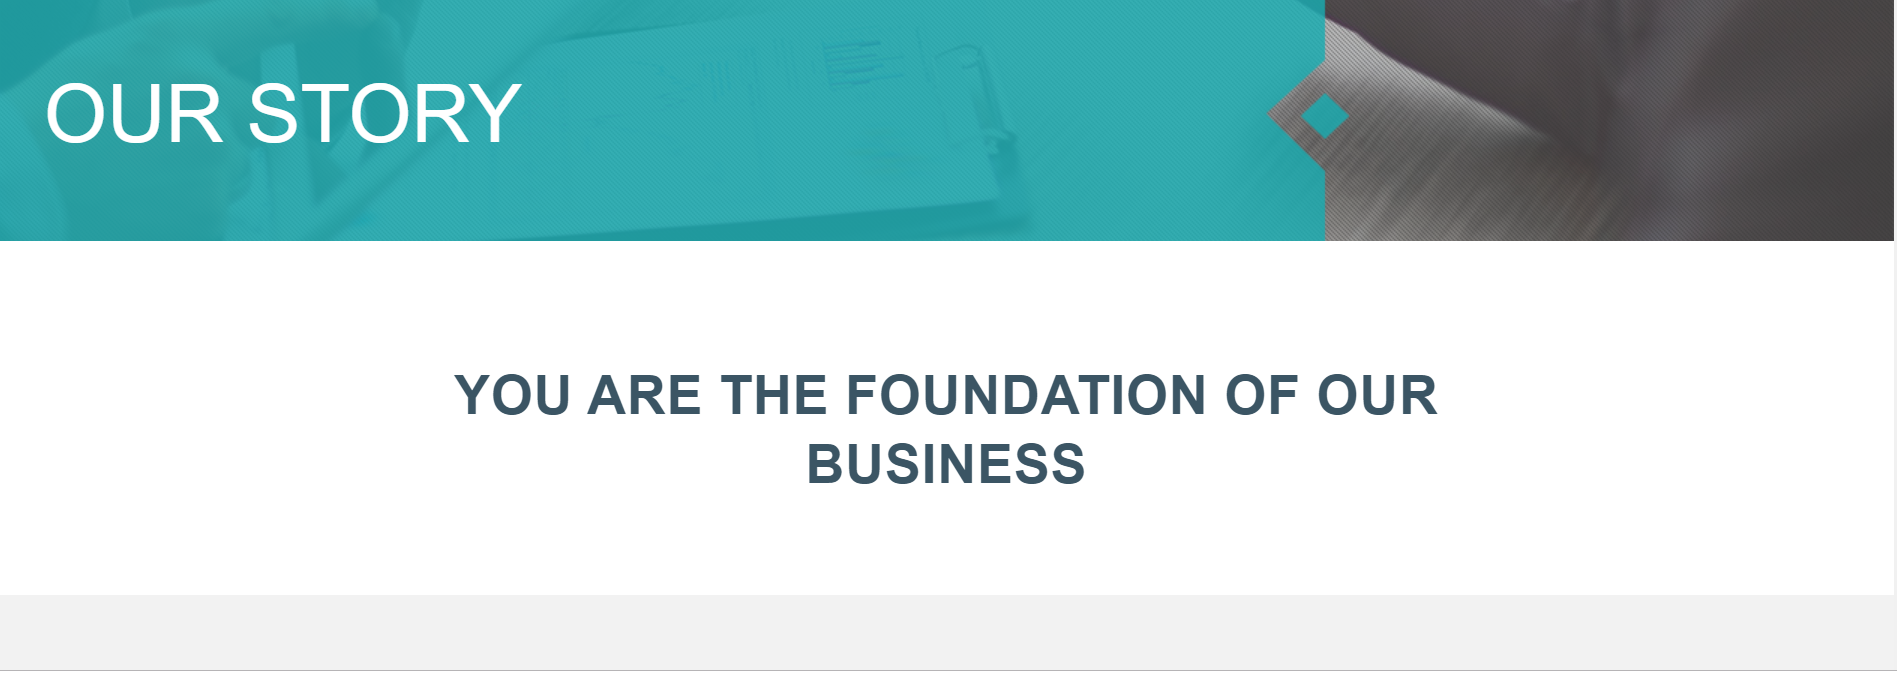 OUR STORY
YOU ARE THE FOUNDATION OF OUR
BUSINESS